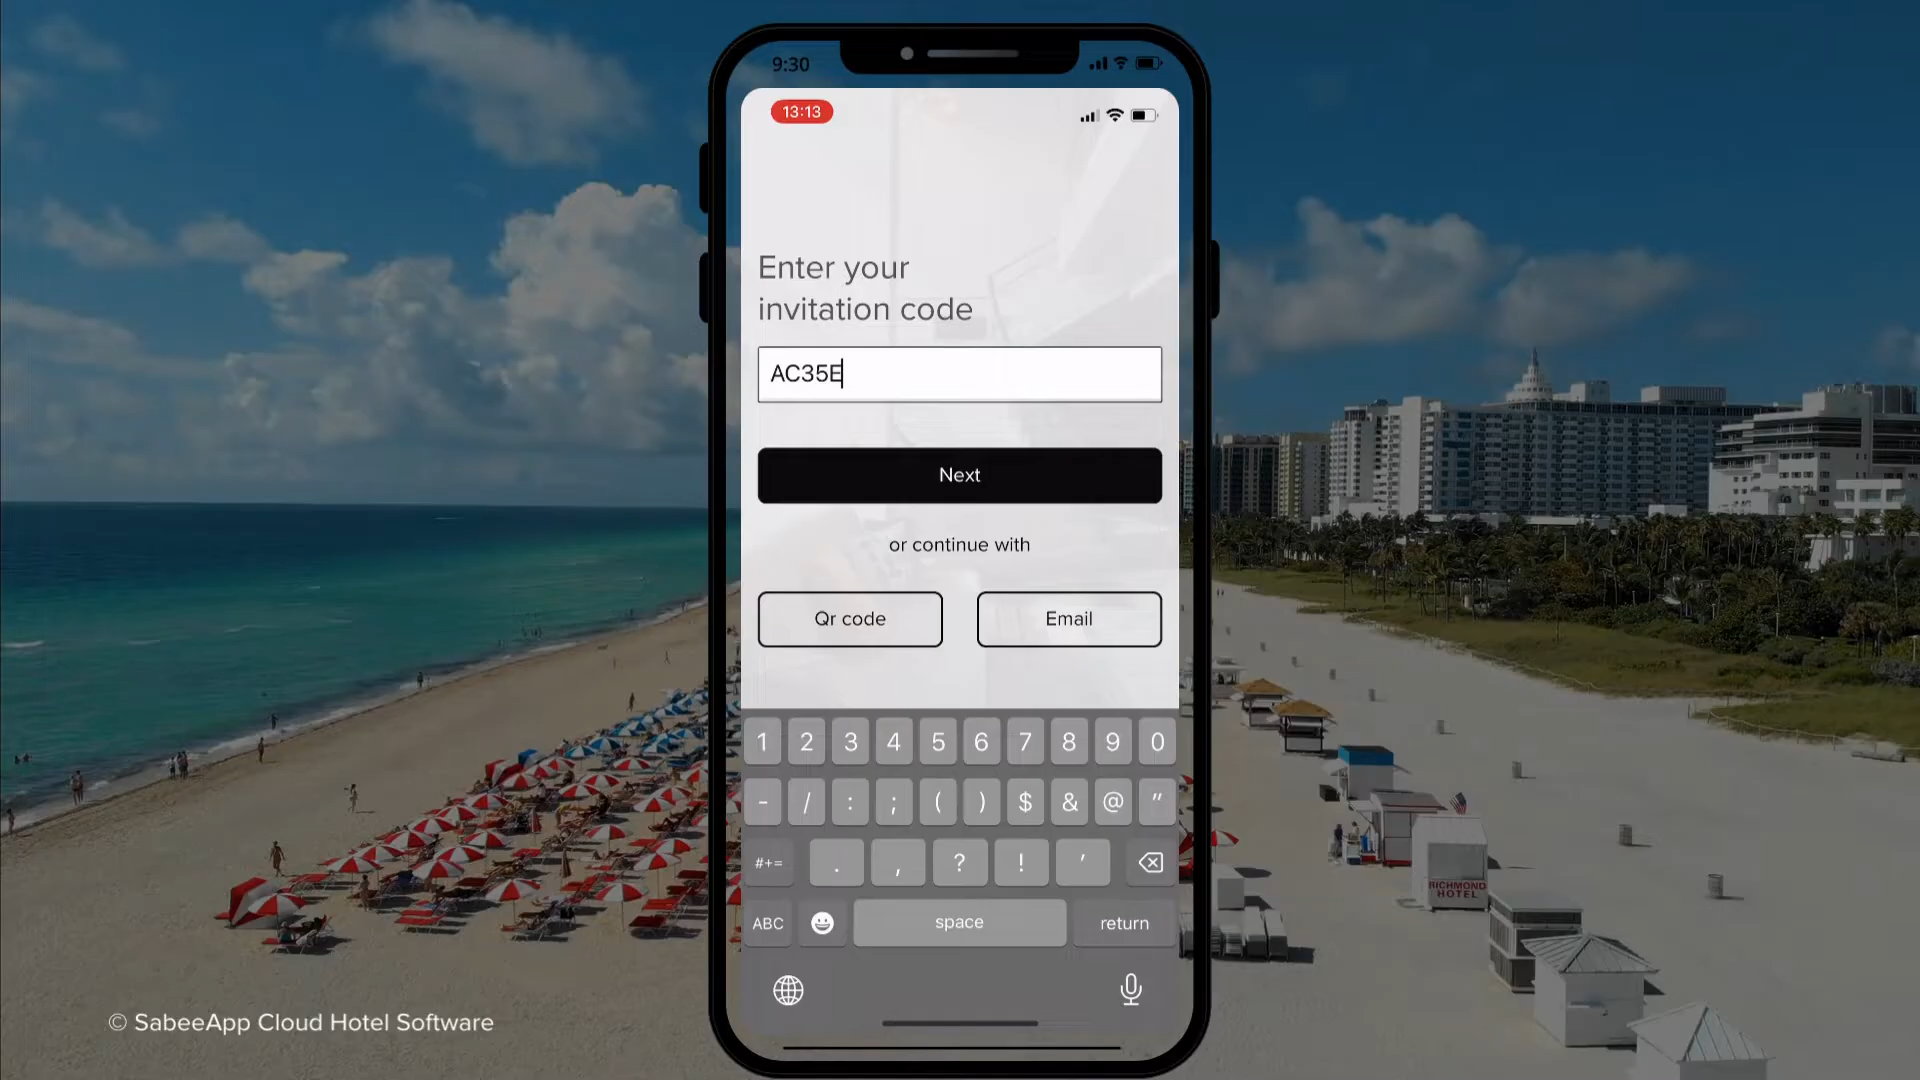 9:30
13:13
Enter your
invitation code
AC35E
Next
or continue with
Qr code
Email
1 2 3 4 5 6 7 8 9 0
- / : ; ( ) $ & @ "
#+= . , ? ! '
ABC space return
RICHMOND
HOTEL
© SabeeApp Cloud Hotel Software